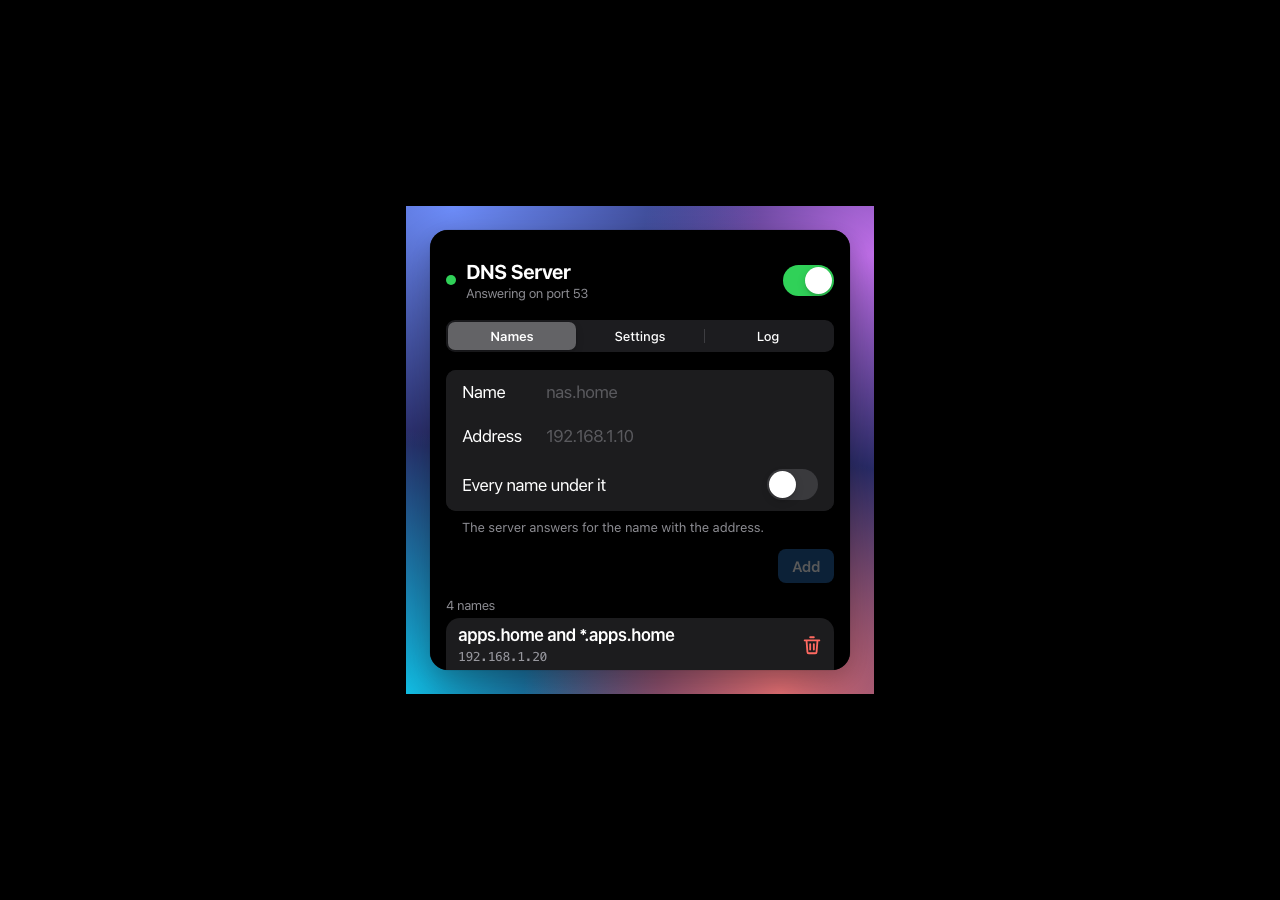 DNS Server
Answering on port 53
Names
Settings
Log
Name
nas.home
Address
192.168.1.10
Every name under it
The server answers for the name with the address.
Add
4 names
apps.home and *.apps.home
192.168.1.20